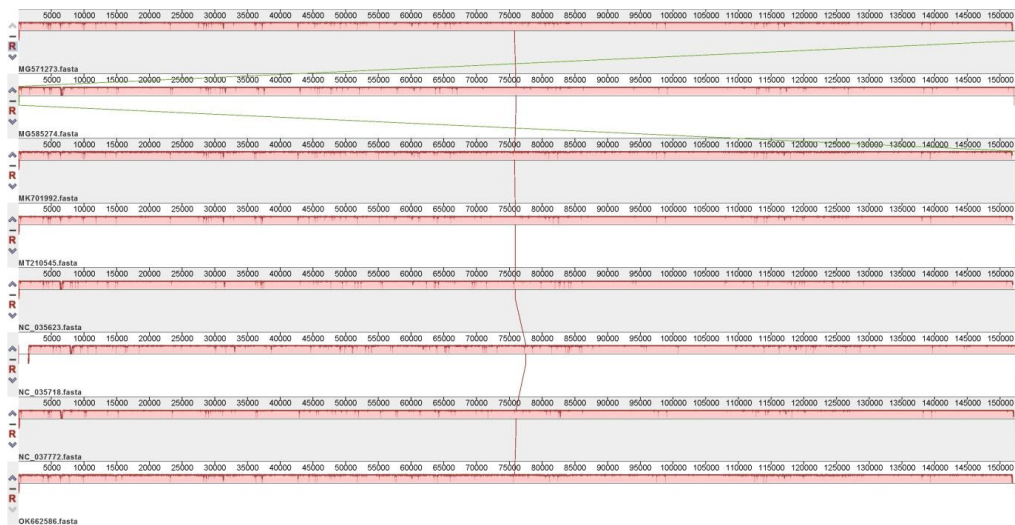 5000 10000 15000 20000 25000 30000 35000 40000 45000 50000 55000 60000 65000 70000 75000 80000 85000 90000 95000 100000 105000 110000 115000 120000 125000 130000 135000 140000 145000 150000
R
MG571273.fasta
5000 10000 15000 20000 25000 30000 35000 40000 45000 50000 55000 60000 65000 70000 75000 80000 85000 90000 95000 100000 105000 110000 115000 120000 125000 130000 135000 140000 145000 150000
R
MG585274.fasta
5000 10000 15000 20000 25000 30000 35000 40000 45000 50000 55000 60000 65000 70000 75000 80000 85000 90000 95000 100000 105000 110000 115000 120000 125000 130000 135000 140000 145000 150000
R
MK701992.fasta
5000 10000 15000 20000 25000 30000 35000 40000 45000 50000 55000 60000 65000 70000 75000 80000 85000 90000 95000 100000 105000 110000 115000 120000 125000 130000 135000 140000 145000 150000
R
MT210545.fasta
5000 10000 15000 20000 25000 30000 35000 40000 45000 50000 55000 60000 65000 70000 75000 80000 85000 90000 95000 100000 105000 110000 115000 120000 125000 130000 135000 140000 145000 150000
R
NC_035623.fasta
5000 10000 15000 20000 25000 30000 35000 40000 45000 50000 55000 60000 65000 70000 75000 80000 85000 90000 95000 100000 105000 110000 115000 120000 125000 130000 135000 140000 145000 150000
R
NC_035718.fasta
5000 10000 15000 20000 25000 30000 35000 40000 45000 50000 55000 60000 65000 70000 75000 80000 85000 90000 95000 100000 105000 110000 115000 120000 125000 130000 135000 140000 145000 150000
R
NC_037772.fasta
5000 10000 15000 20000 25000 30000 35000 40000 45000 50000 55000 60000 65000 70000 75000 80000 85000 90000 95000 100000 105000 110000 115000 120000 125000 130000 135000 140000 145000 150000
R
OK662586.fasta